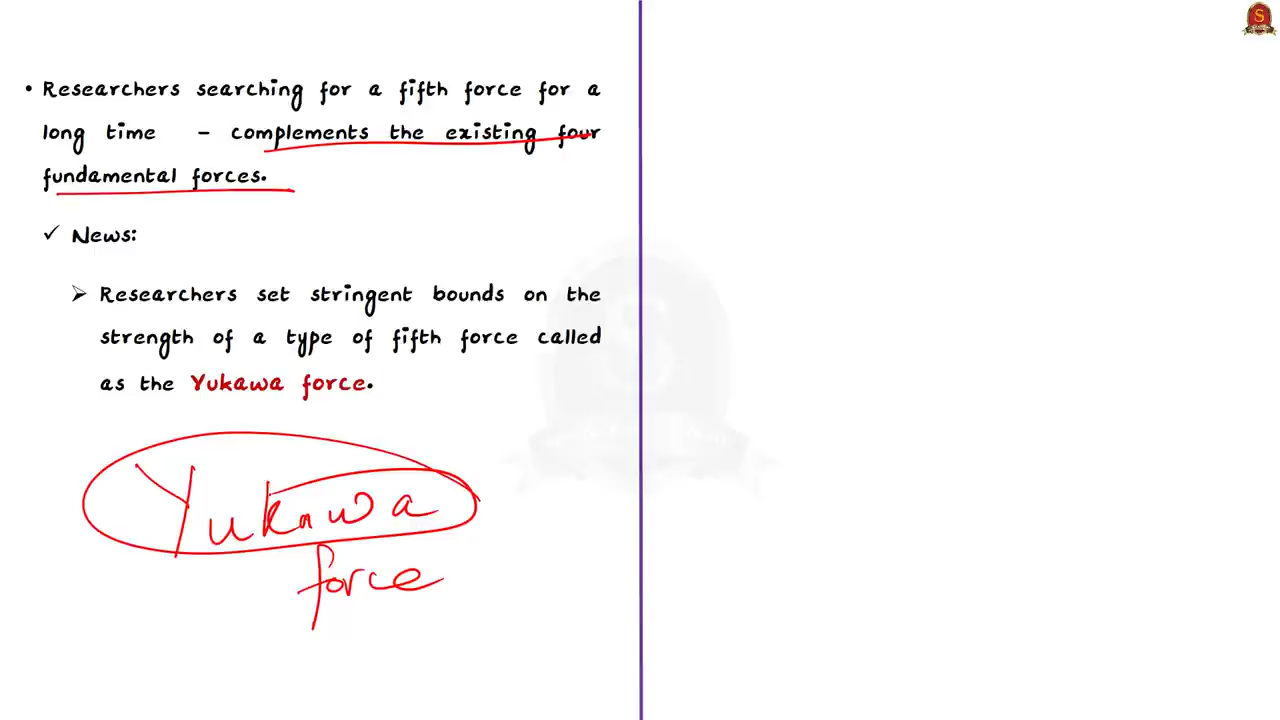 • Researchers searching for a fifth force for a
long time - complements the existing four
fundamental forces.
✓ News:
➢ Researchers set stringent bounds on the
strength of a type of fifth force called
as the Yukawa force.
Yukawa
force
S